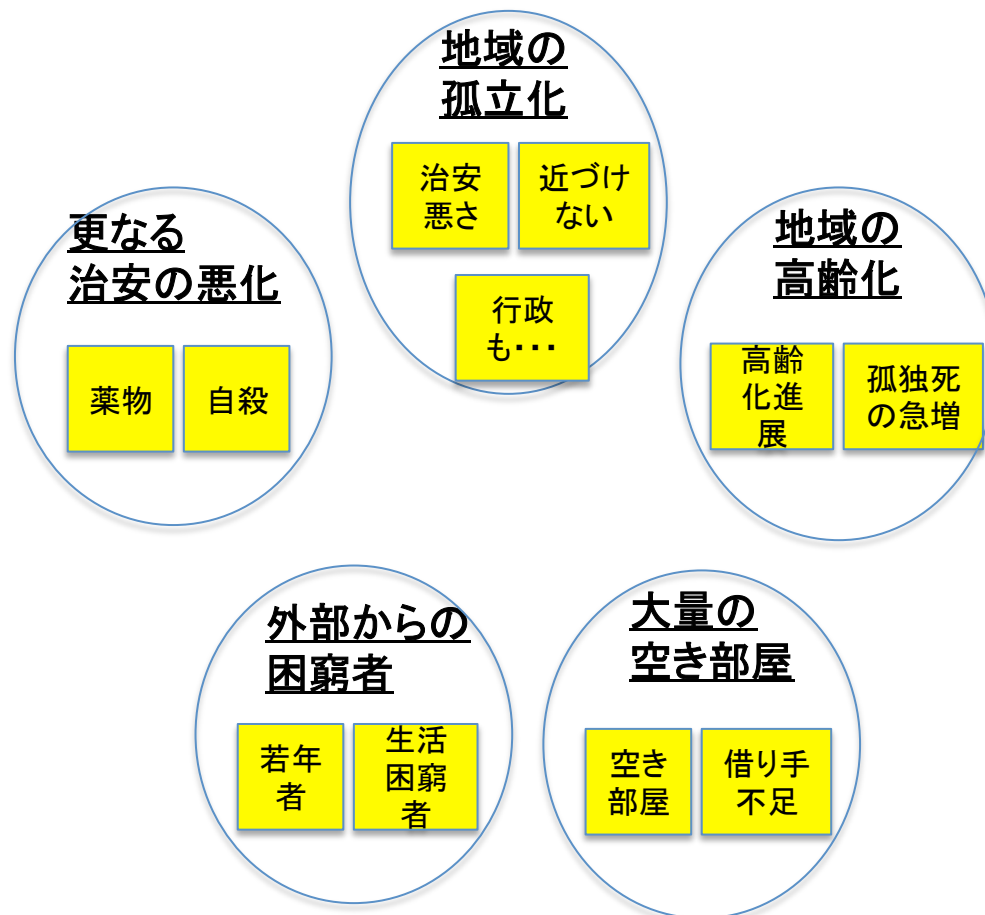 地域の
孤立化
治安
悪さ
近づけ
ない
行政
も・・・
更なる
治安の悪化
薬物
自殺
地域の
高齢化
高齢
化進
展
孤独死
の急増
外部からの
困窮者
若年
者
生活
困窮
者
大量の
空き部屋
空き
部屋
借り手
不足